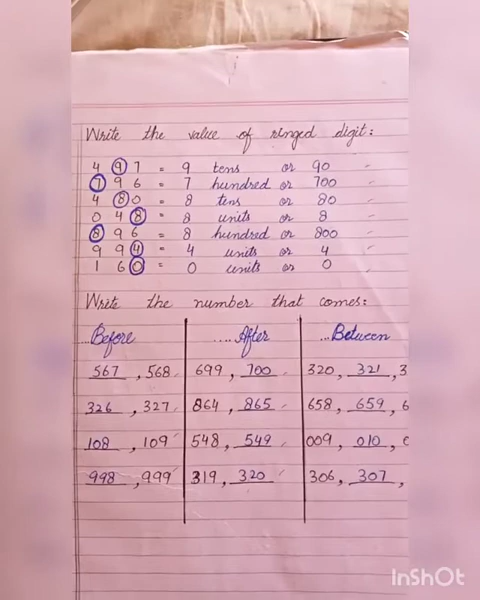 Write the value of ringed digit:
4 9 7 = 9 tens or 90
7 9 6 = 7 hundred or 700
4 8 0 = 8 tens or 80
0 4 8 = 8 units or 8
8 9 6 = 8 hundred or 800
9 9 4 = 4 units or 4
1 6 0 = 0 units or 0
Write the number that comes:
...Before ....After ...Between
567, 568 699, 700 320, 321, 3
326, 327 864, 865 658, 659, 6
108, 109 548, 549 009, 010,
998, 999 319, 320 306, 307,
InShOt